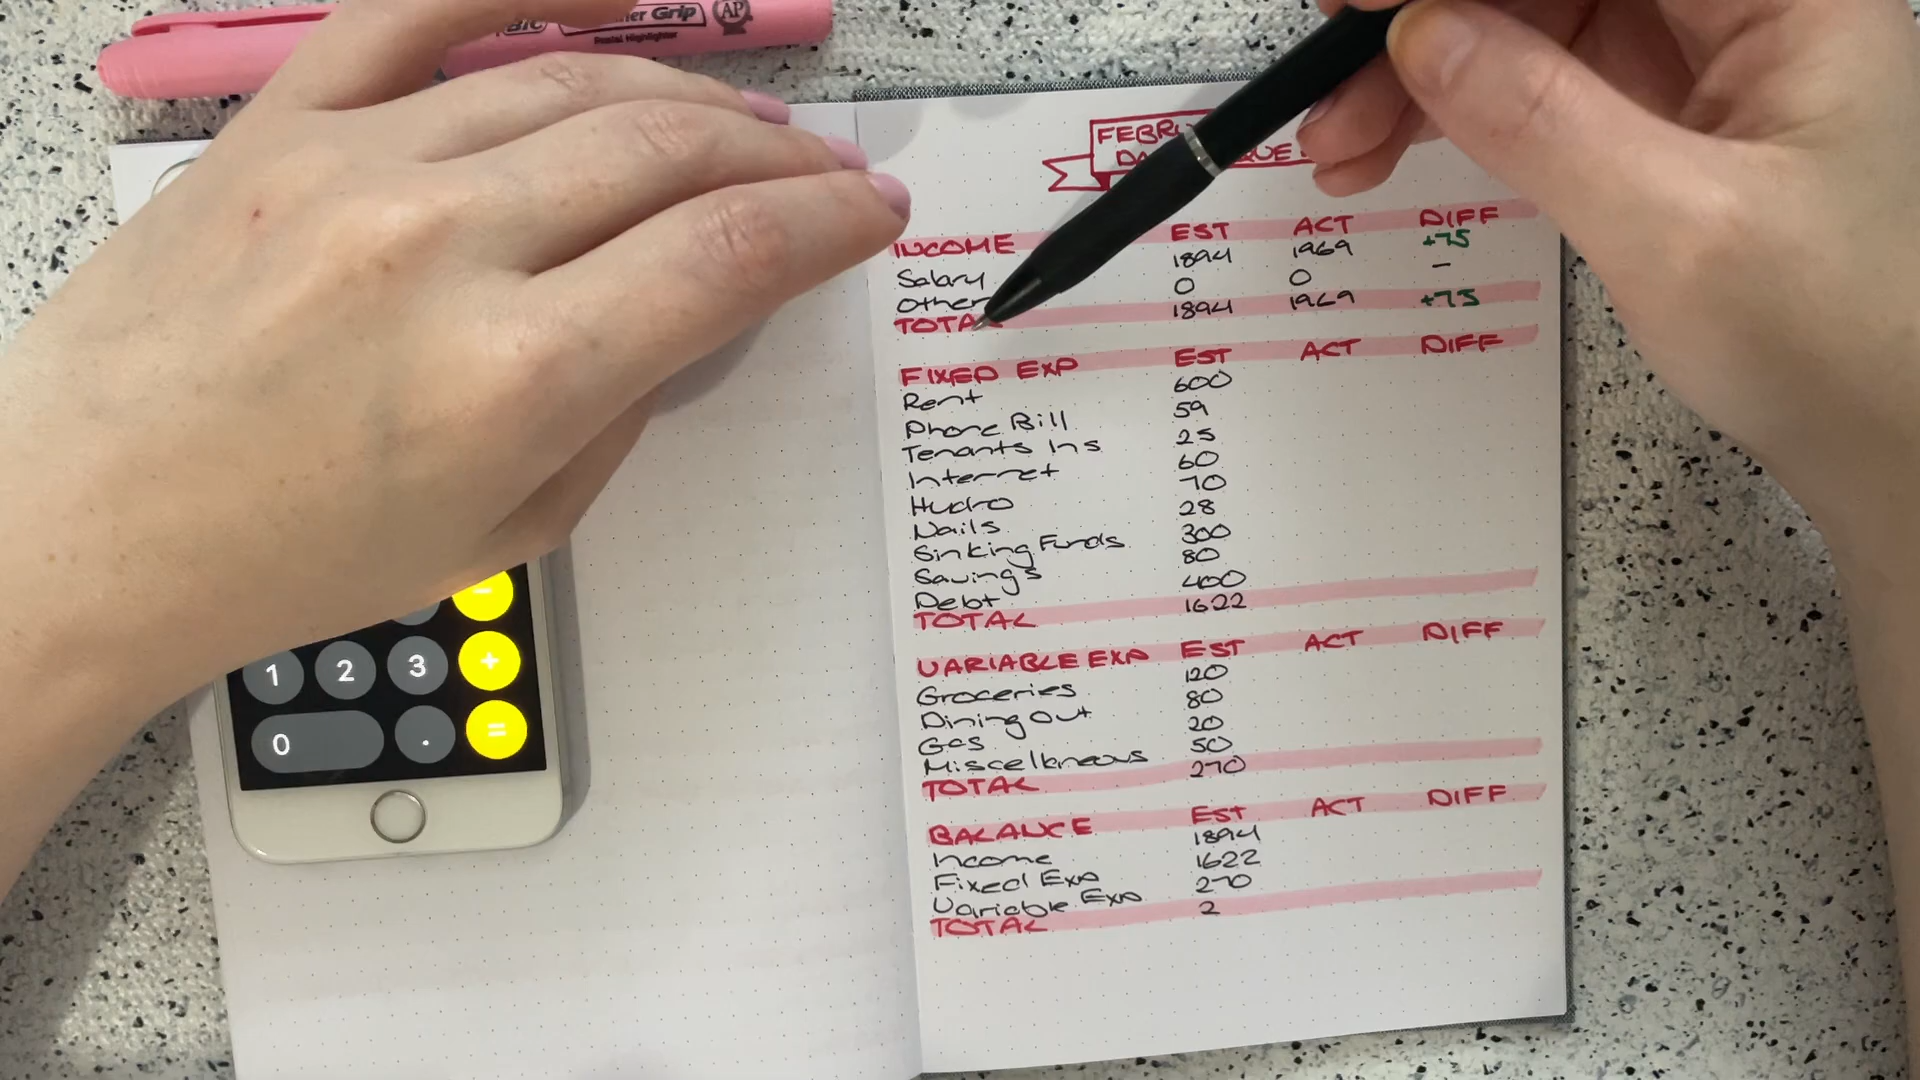 BIC Grip AP
Pastel Highlighter
INCOME EST ACT DIFF
Salary 1894 1969 +75
Other 0 0 –
TOTAL 1894 1969 +75
FIXED EXP EST ACT DIFF
Rent 600
Phone Bill 59
Tenants Ins 25
Internet 60
Hydro 70
Nails 28
Sinking Funds 300
Savings 80
Debt 400
TOTAL 1622
VARIABLE EXP EST ACT DIFF
Groceries 120
Dining Out 80
Gas 20
Miscellaneous 50
TOTAL 270
BALANCE EST ACT DIFF
Income 1894
Fixed Exp 1622
Variable Exp 270
TOTAL 2
–
1 2 3 +
0 . =